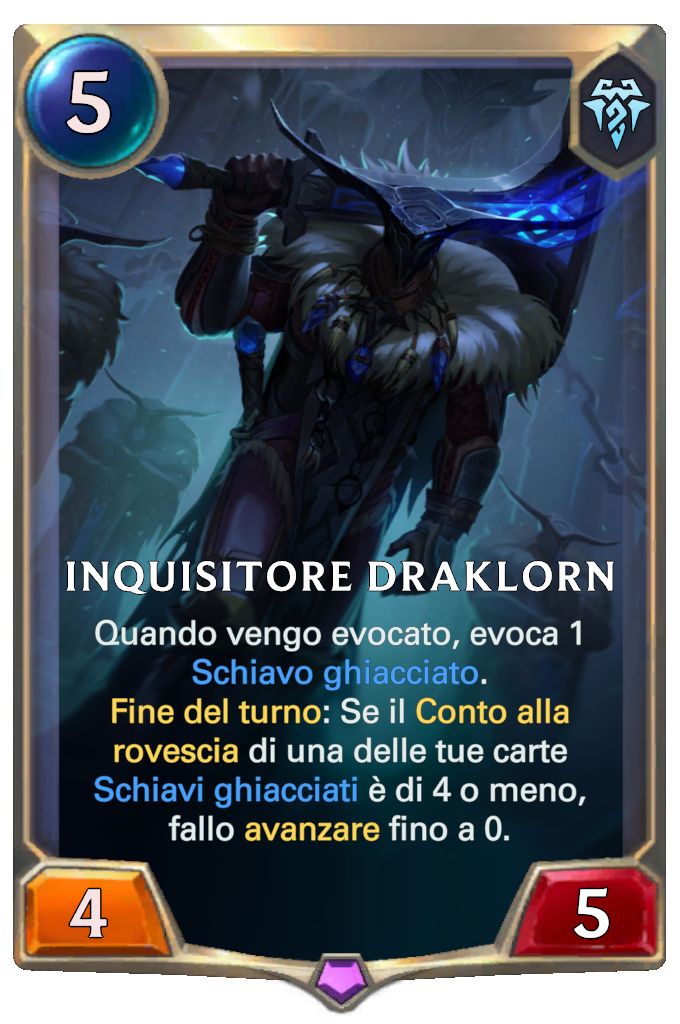 5
INQUISITORE DRAKLORN
Quando vengo evocato, evoca 1
Schiavo ghiacciato.
Fine del turno: Se il Conto alla
rovescia di una delle tue carte
Schiavi ghiacciati è di 4 o meno,
fallo avanzare fino a 0.
4
5